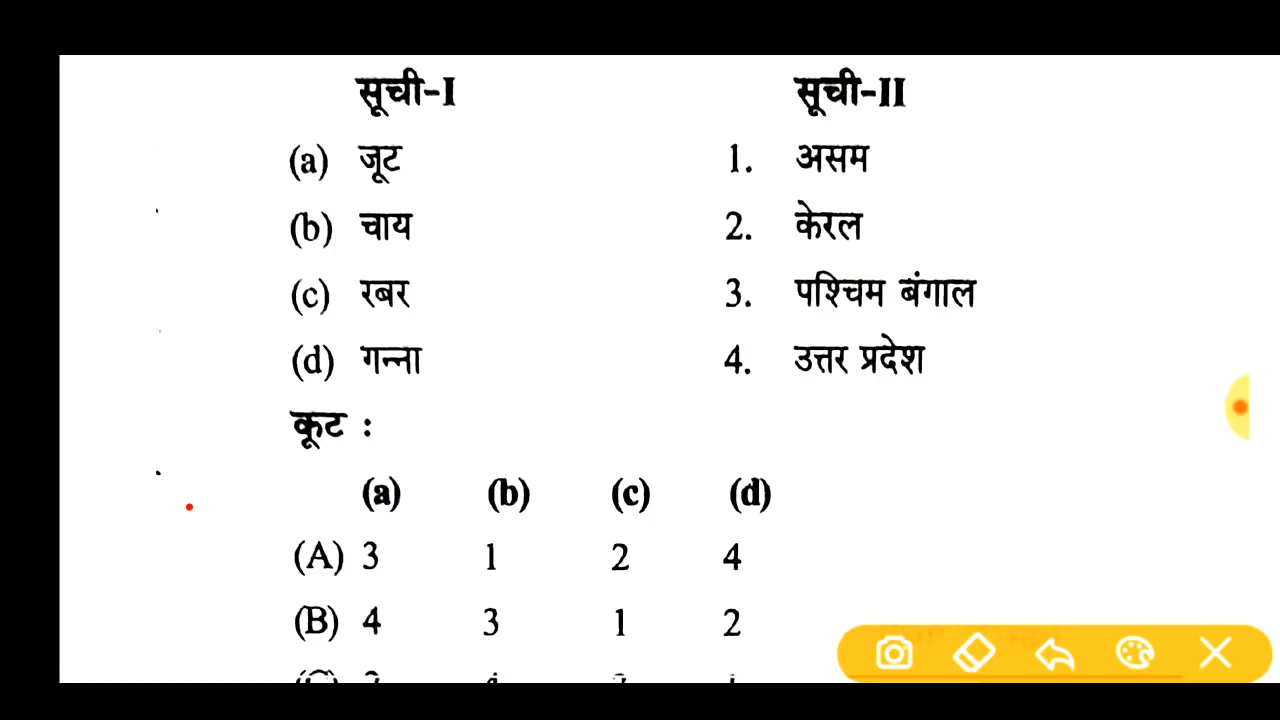 सूची-I सूची-II
(a) जूट 1. असम
(b) चाय 2. केरल
(c) रबर 3. पश्चिम बंगाल
(d) गन्ना 4. उत्तर प्रदेश
कूट :
(a) (b) (c) (d)
(A) 3 1 2 4
(B) 4 3 1 2